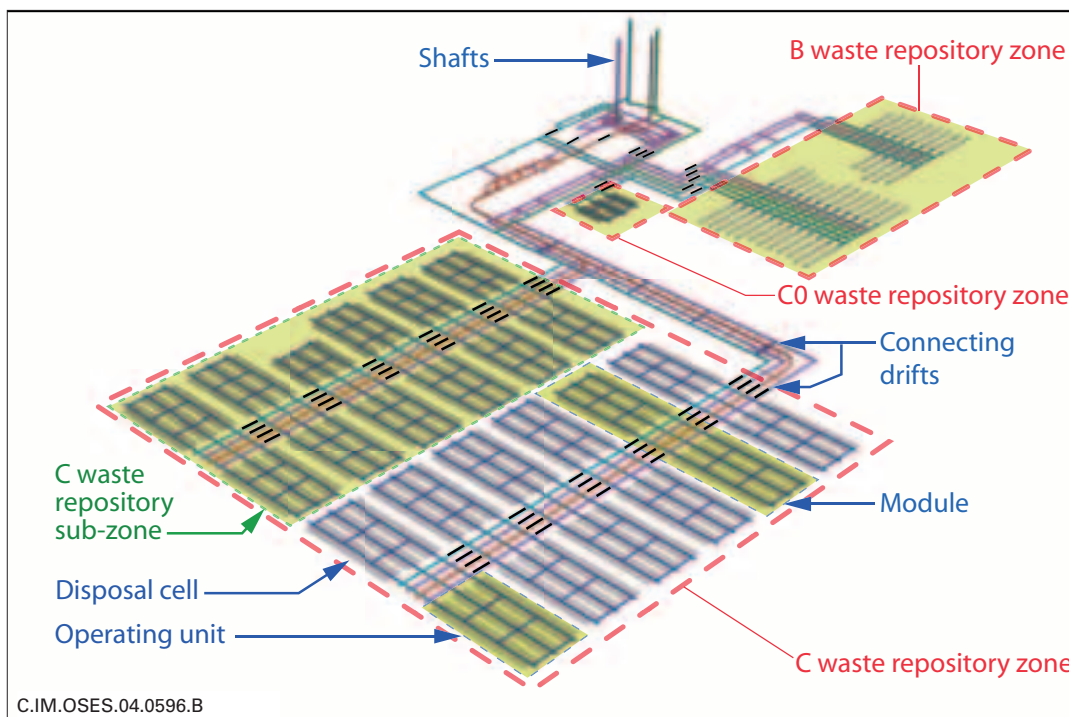 Shafts
B waste repository zone
C0 waste repository zone
Connecting
drifts
C waste
repository
sub-zone
Module
Disposal cell
Operating unit
C waste repository zone
C.IM.OSES.04.0596.B